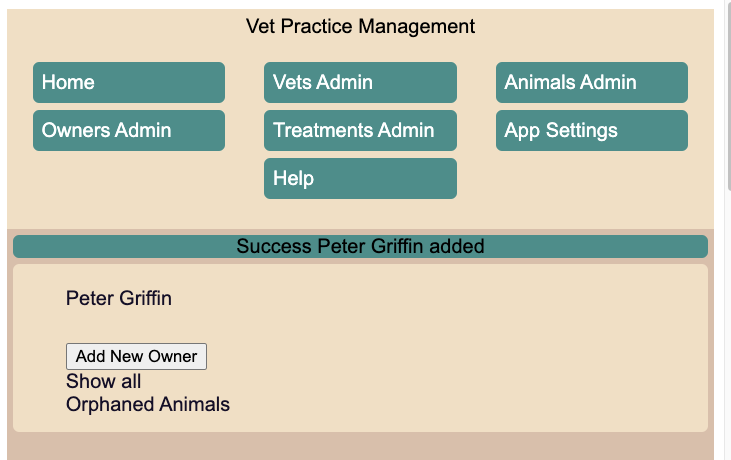 Vet Practice Management
Home
Vets Admin
Animals Admin
Owners Admin
Treatments Admin
App Settings
Help
Success Peter Griffin added
Peter Griffin
Add New Owner
Show all
Orphaned Animals